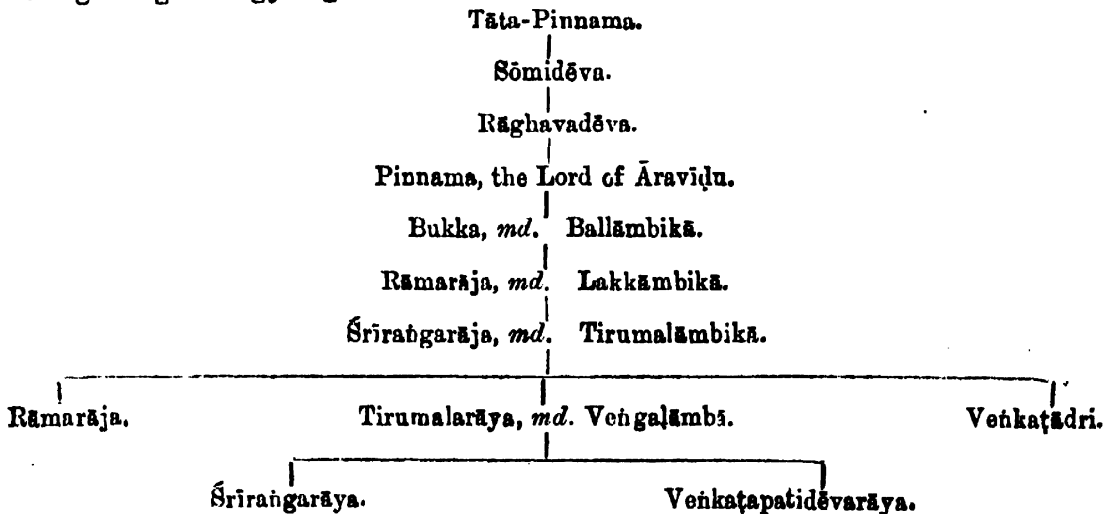 Tāta-Pinnama.
Sōmidēva.
Rāghavadēva.
Pinnama, the Lord of Āravīḍu.
Bukka, md. Ballāmbikā.
Rāmarāja, md. Lakkāmbikā.
Śrīraṅgarāja, md. Tirumalāmbikā.
Rāmarāja. Tirumalarāya, md. Veṅgaḷāmbā. Veṅkaṭādri.
Śrīraṅgarāya. Veṅkaṭapatidēvarāya.